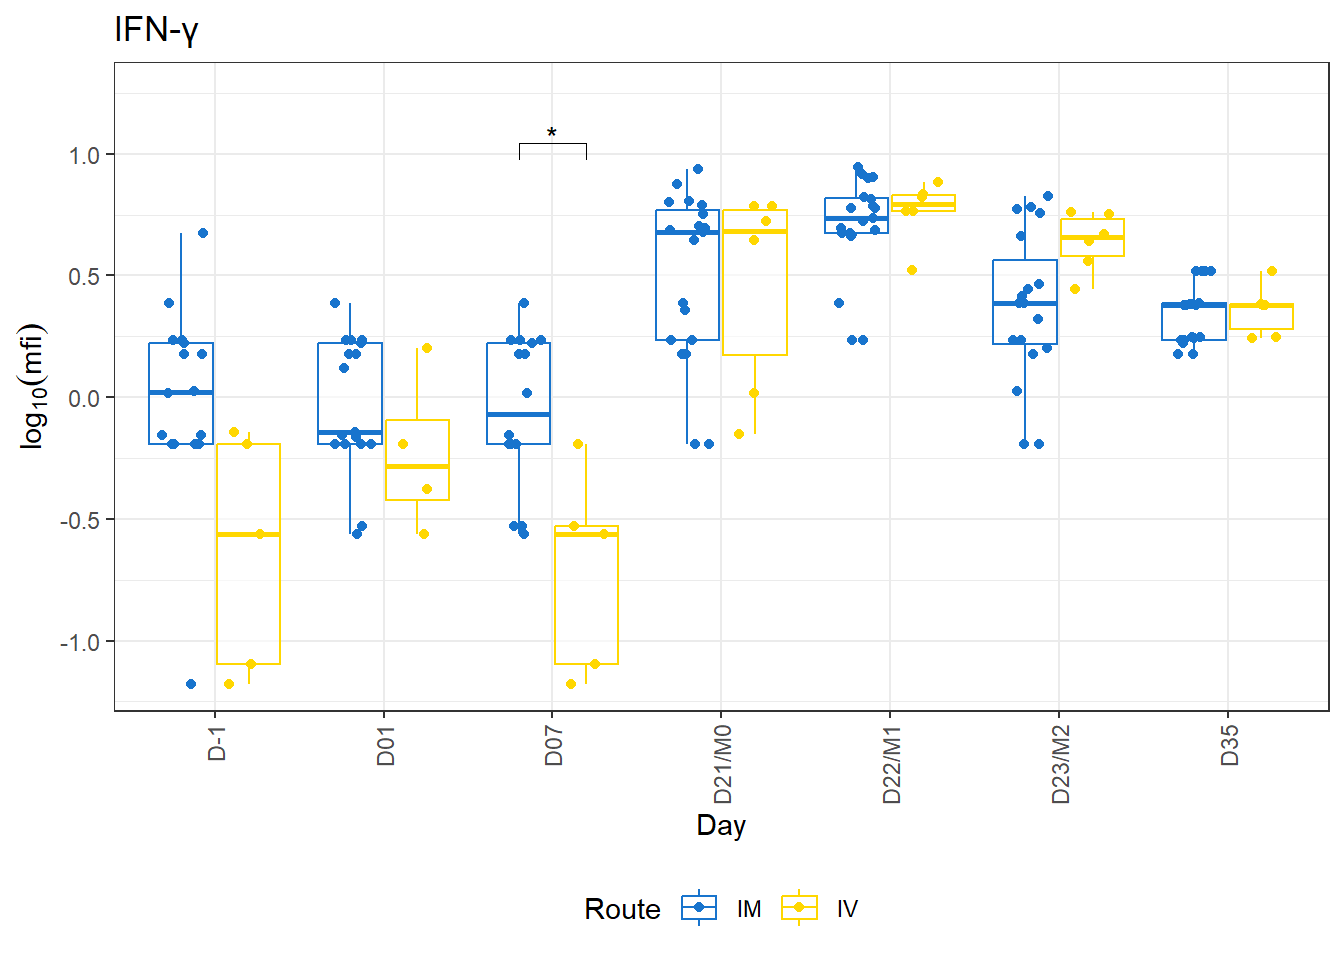 IFN-γ
*
1.0
0.5
0.0
-0.5
-1.0
log10(mfi)
D-1
D01
D07
D21/M0
D22/M1
D23/M2
D35
Day
Route IM IV